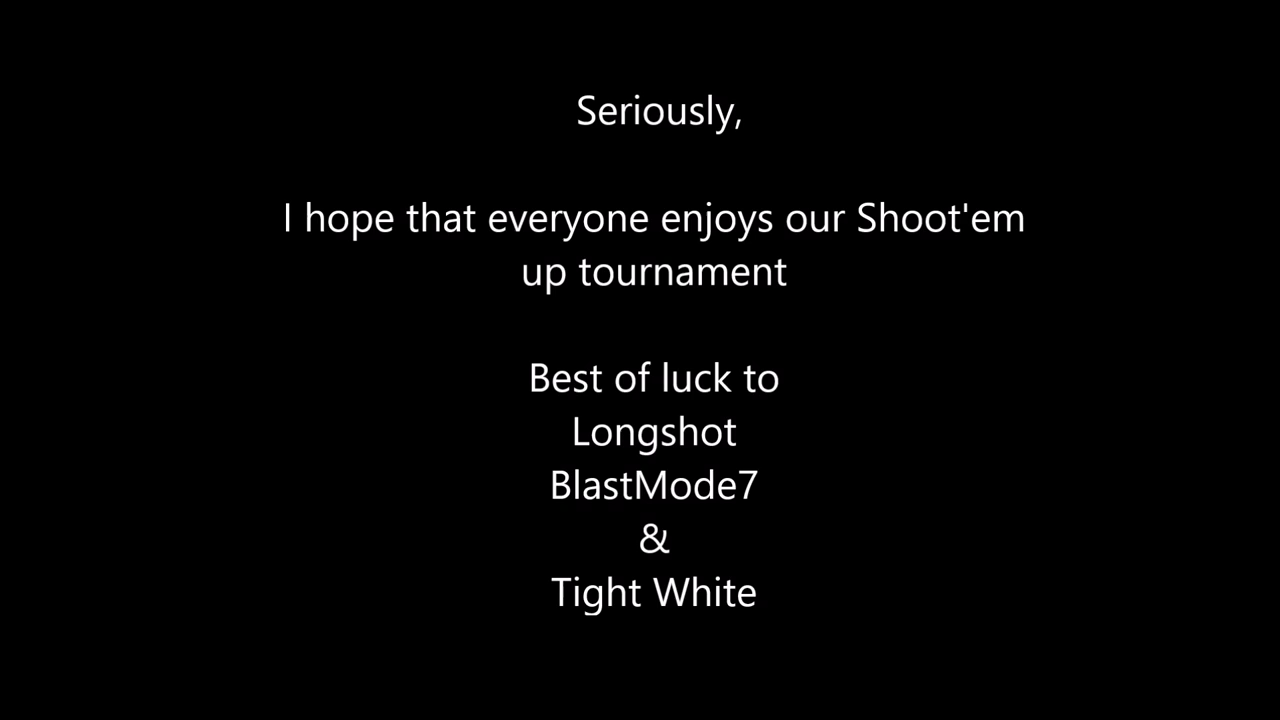 Seriously,
I hope that everyone enjoys our Shoot'em
up tournament
Best of luck to
Longshot
BlastMode7
&
Tight White